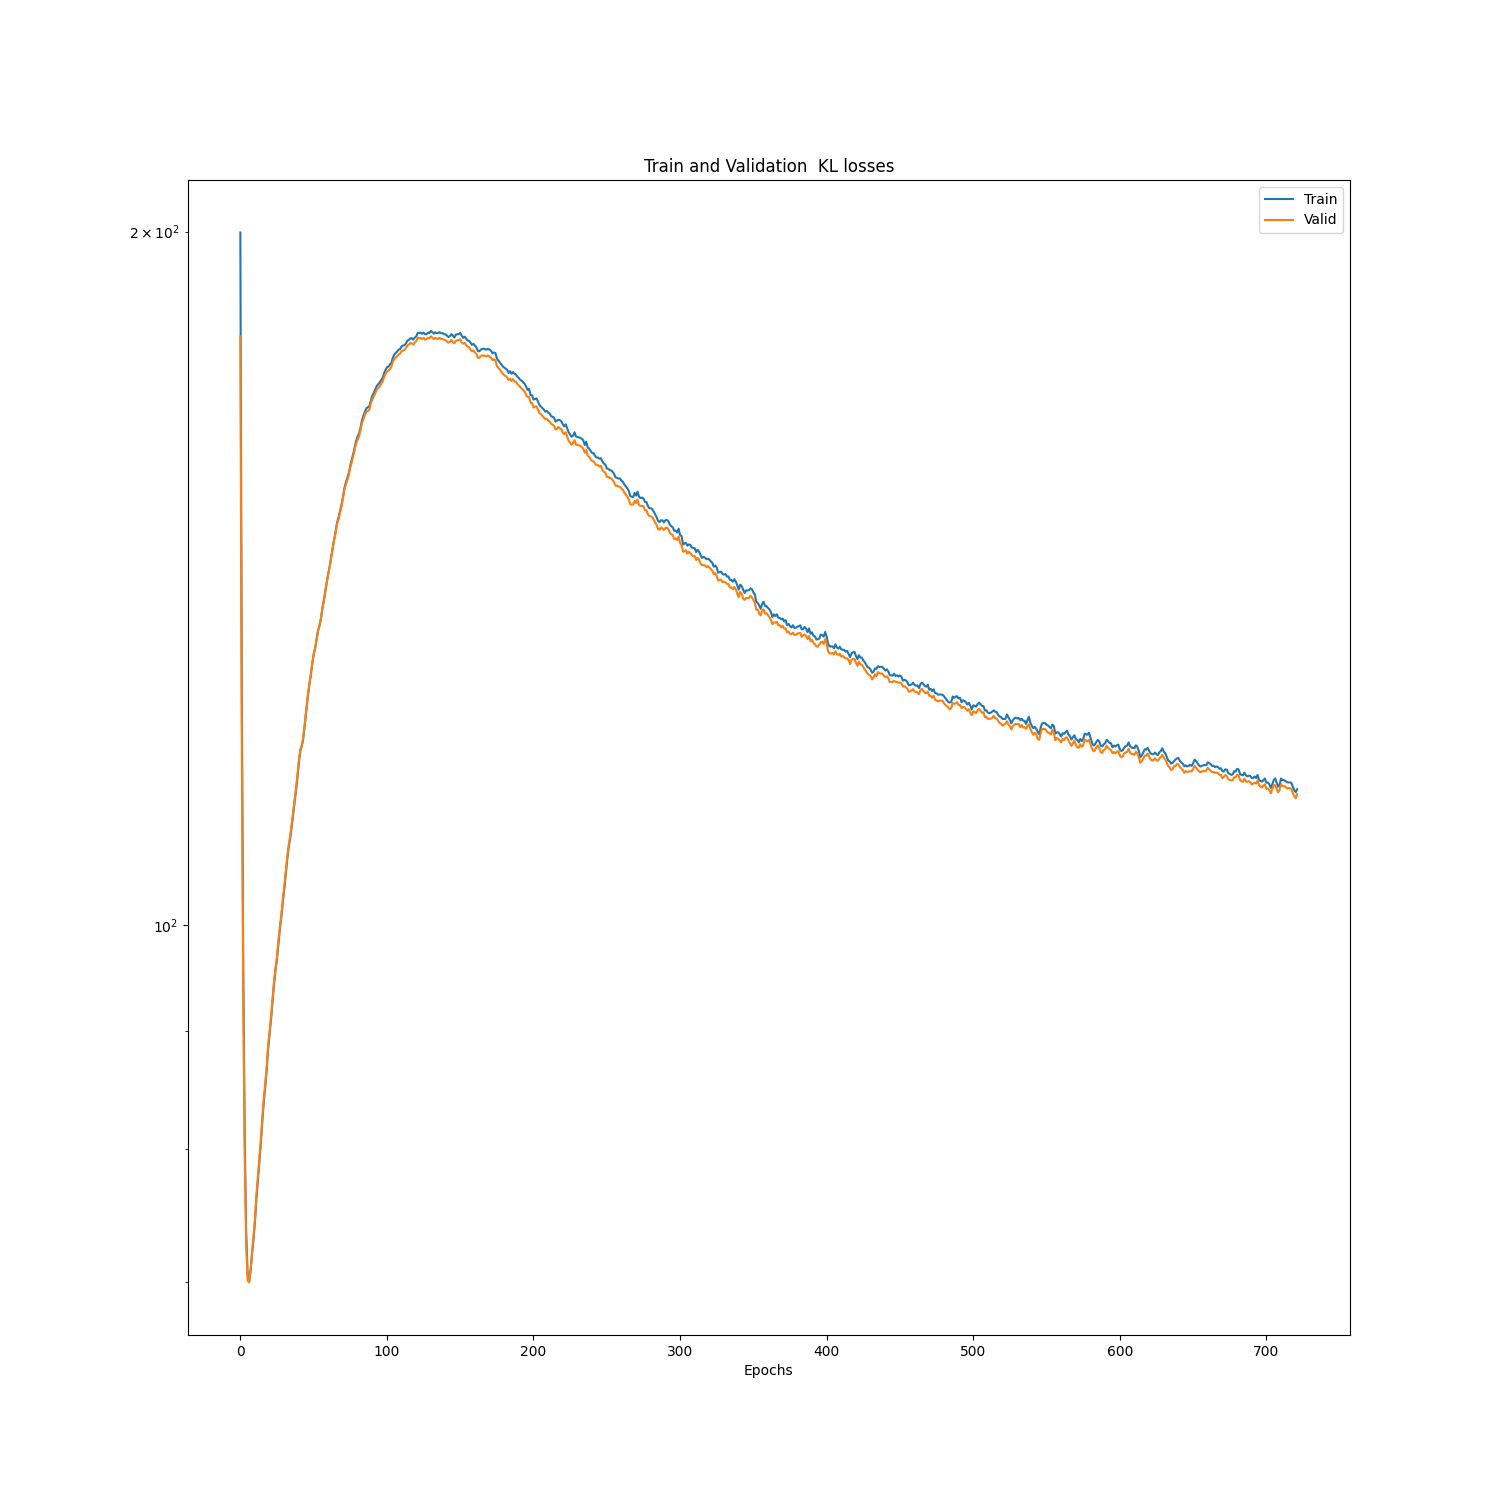 Train and Validation  KL losses
Train
Valid
2 × 10²
10²
0 100 200 300 400 500 600 700
Epochs